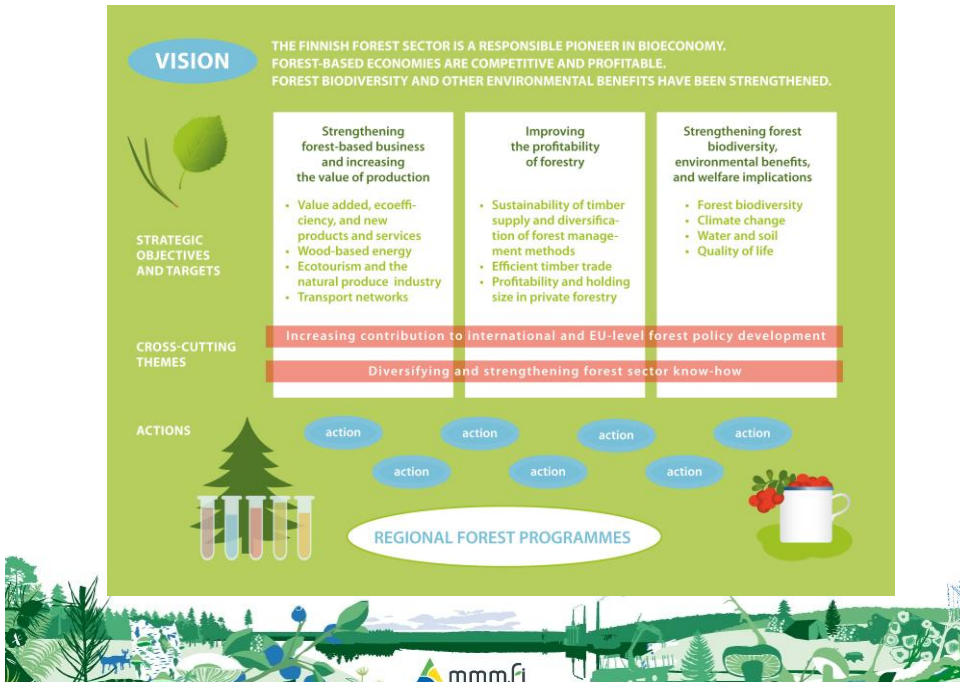 VISION
THE FINNISH FOREST SECTOR IS A RESPONSIBLE PIONEER IN BIOECONOMY.
FOREST-BASED ECONOMIES ARE COMPETITIVE AND PROFITABLE.
FOREST BIODIVERSITY AND OTHER ENVIRONMENTAL BENEFITS HAVE BEEN STRENGTHENED.
STRATEGIC
OBJECTIVES
AND TARGETS
Strengthening
forest-based business
and increasing
the value of production
• Value added, ecoeffi-
ciency, and new
products and services
• Wood-based energy
• Ecotourism and the
natural produce industry
• Transport networks
Improving
the profitability
of forestry
• Sustainability of timber
supply and diversifica-
tion of forest manage-
ment methods
• Efficient timber trade
• Profitability and holding
size in private forestry
Strengthening forest
biodiversity,
environmental benefits,
and welfare implications
• Forest biodiversity
• Climate change
• Water and soil
• Quality of life
CROSS-CUTTING
THEMES
Increasing contribution to international and EU-level forest policy development
Diversifying and strengthening forest sector know-how
ACTIONS
action
action
action
action
action
action
action
REGIONAL FOREST PROGRAMMES
mmm.fi